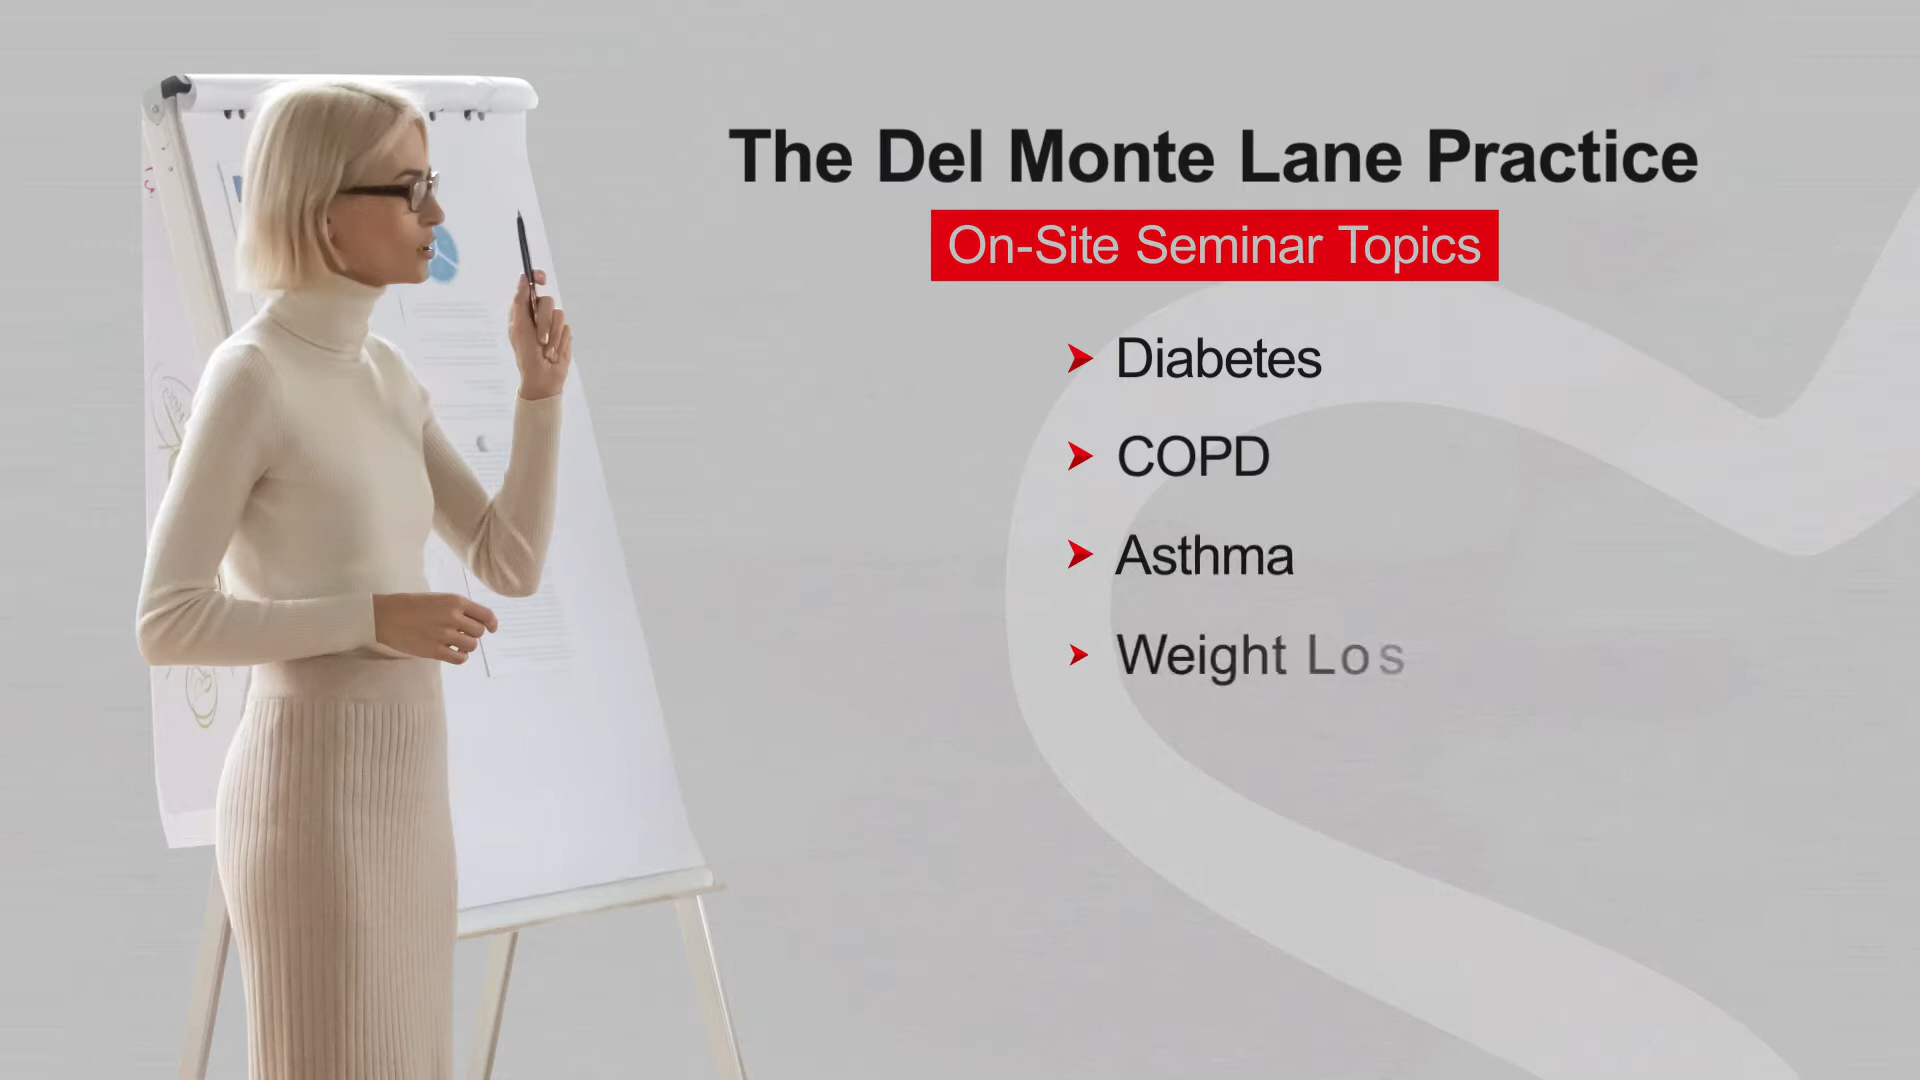 The Del Monte Lane Practice
On-Site Seminar Topics
Diabetes
COPD
Asthma
Weight Los